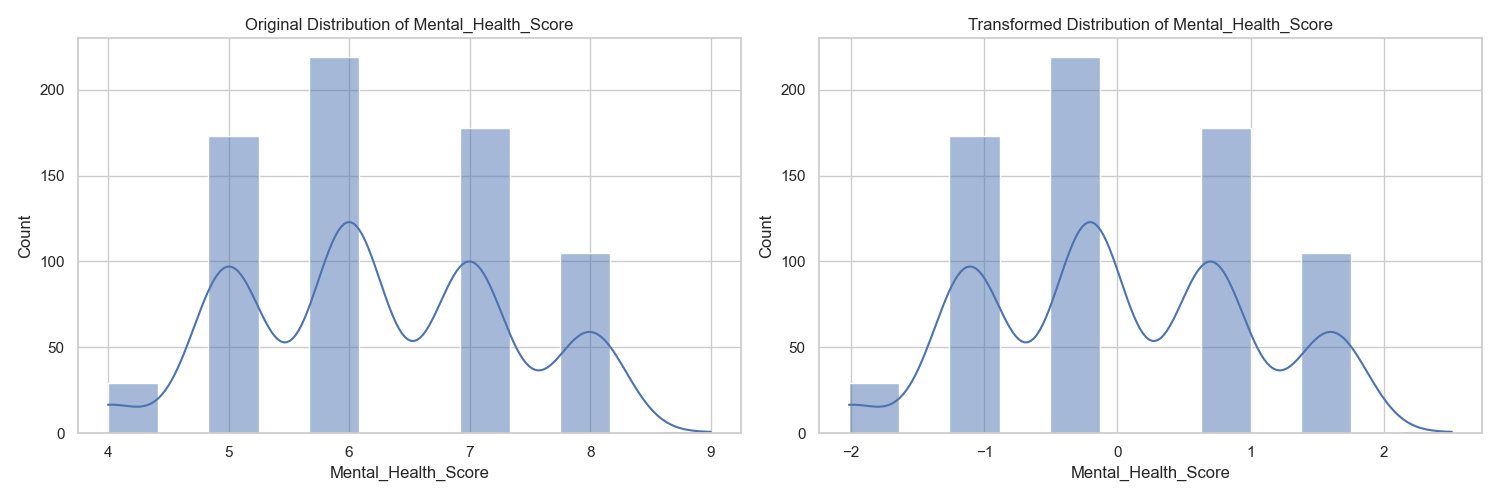 Original Distribution of Mental_Health_Score
Count
200
150
100
50
0
4 5 6 7 8 9
Mental_Health_Score
Transformed Distribution of Mental_Health_Score
Count
200
150
100
50
0
−2 −1 0 1 2
Mental_Health_Score